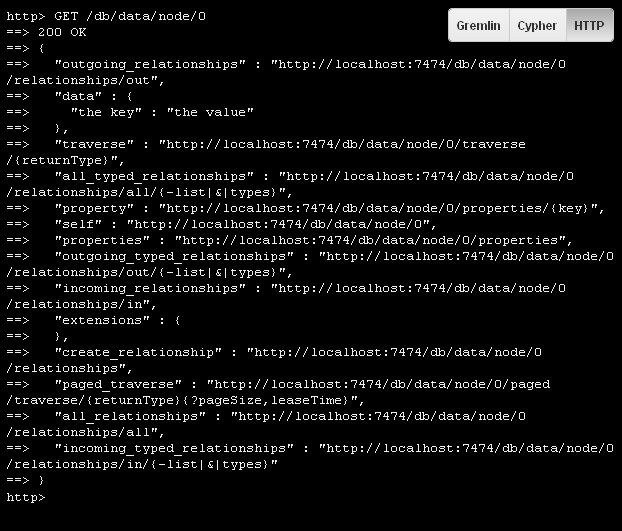 http> GET /db/data/node/0
Gremlin Cypher HTTP
==> 200 OK
==> {
==>   "outgoing_relationships" : "http://localhost:7474/db/data/node/0
/relationships/out",
==>   "data" : {
==>     "the key" : "the value"
==>   },
==>   "traverse" : "http://localhost:7474/db/data/node/0/traverse
/{returnType}",
==>   "all_typed_relationships" : "http://localhost:7474/db/data/node/0
/relationships/all/{-list|&|types}",
==>   "property" : "http://localhost:7474/db/data/node/0/properties/{key}",
==>   "self" : "http://localhost:7474/db/data/node/0",
==>   "properties" : "http://localhost:7474/db/data/node/0/properties",
==>   "outgoing_typed_relationships" : "http://localhost:7474/db/data/node/0
/relationships/out/{-list|&|types}",
==>   "incoming_relationships" : "http://localhost:7474/db/data/node/0
/relationships/in",
==>   "extensions" : {
==>   },
==>   "create_relationship" : "http://localhost:7474/db/data/node/0
/relationships",
==>   "paged_traverse" : "http://localhost:7474/db/data/node/0/paged
/traverse/{returnType}{?pageSize,leaseTime}",
==>   "all_relationships" : "http://localhost:7474/db/data/node/0
/relationships/all",
==>   "incoming_typed_relationships" : "http://localhost:7474/db/data/node/0
/relationships/in/{-list|&|types}"
==> }
http>